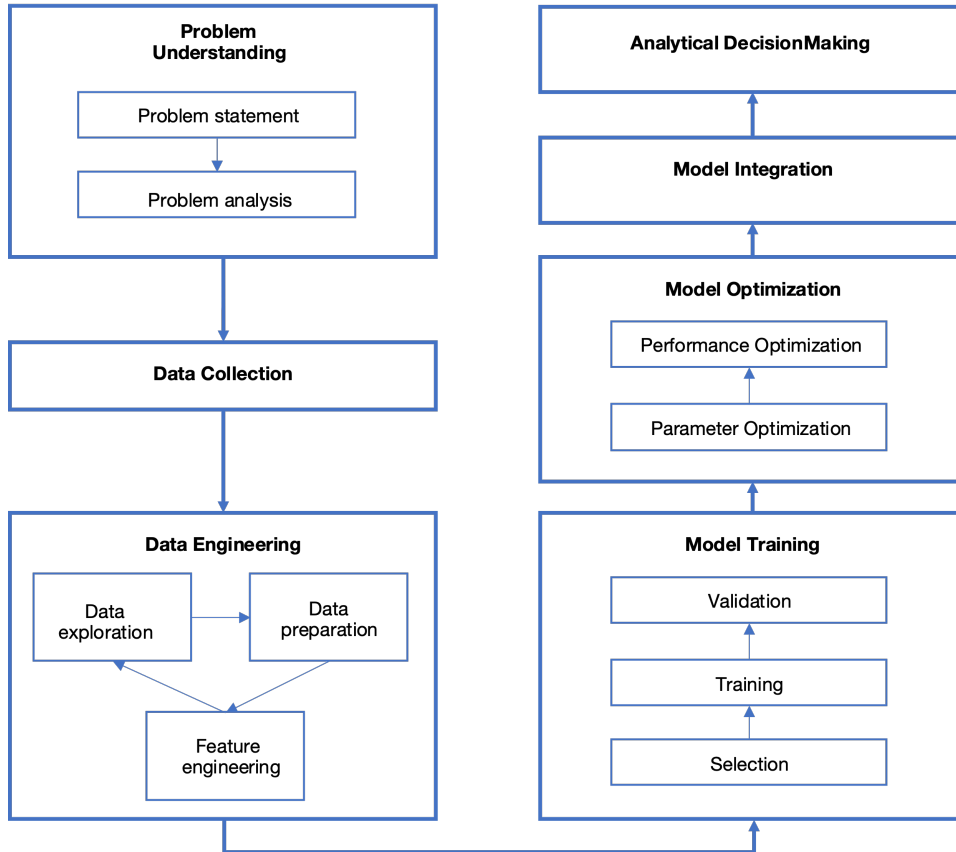 Problem
Understanding
Problem statement
Problem analysis
Data Collection
Data Engineering
Data
exploration
Data
preparation
Feature
engineering
Analytical DecisionMaking
Model Integration
Model Optimization
Performance Optimization
Parameter Optimization
Model Training
Validation
Training
Selection